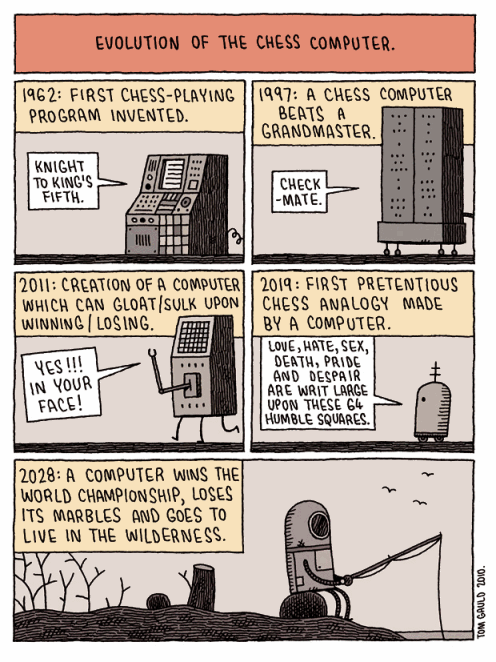 EVOLUTION OF THE CHESS COMPUTER.
1962: FIRST CHESS-PLAYING
PROGRAM INVENTED.
KNIGHT
TO KING'S
FIFTH.
1997: A CHESS COMPUTER
BEATS A
GRANDMASTER.
CHECK
-MATE.
2011: CREATION OF A COMPUTER
WHICH CAN GLOAT/SULK UPON
WINNING/LOSING.
YES!!!
IN YOUR
FACE!
2019: FIRST PRETENTIOUS
CHESS ANALOGY MADE
BY A COMPUTER.
LOVE, HATE, SEX,
DEATH, PRIDE
AND DESPAIR
ARE WRIT LARGE
UPON THESE 64
HUMBLE SQUARES.
2028: A COMPUTER WINS THE
WORLD CHAMPIONSHIP, LOSES
ITS MARBLES AND GOES TO
LIVE IN THE WILDERNESS.
TOM GAULD 2010.